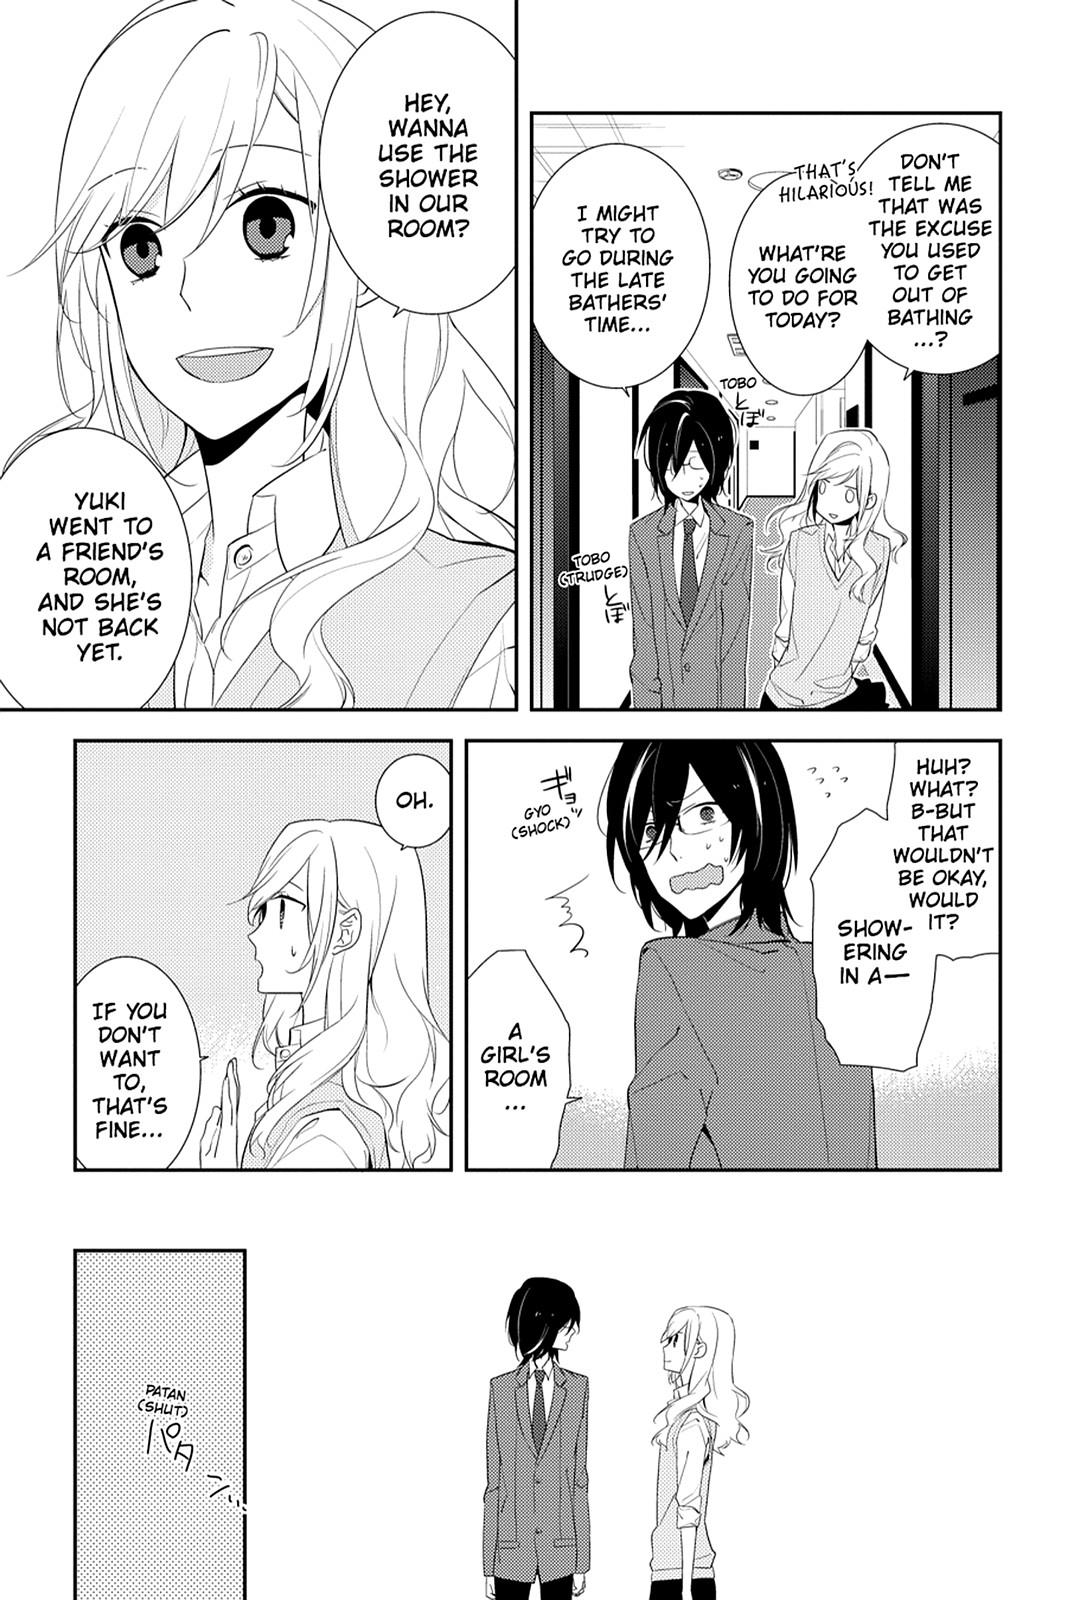 DON'T
TELL ME
THAT WAS
THE EXCUSE
YOU USED
TO GET
OUT OF
BATHING
...?
THAT'S
HILARIOUS!
WHAT'RE
YOU GOING
TO DO FOR
TODAY?
I MIGHT
TRY TO
GO DURING
THE LATE
BATHERS'
TIME...
TOBO
とぼ
TOBO
(TRUDGE)
とぼ
HEY,
WANNA
USE THE
SHOWER
IN OUR
ROOM?
YUKI
WENT TO
A FRIEND'S
ROOM,
AND SHE'S
NOT BACK
YET.
HUH?
WHAT?
B-BUT
THAT
WOULDN'T
BE OKAY,
WOULD
IT?
SHOW-
ERING
IN A—
ギョッ
GYO
(SHOCK)
A
GIRL'S
ROOM
...
OH.
IF YOU
DON'T
WANT
TO,
THAT'S
FINE...
PATAN
(SHUT)
パタン...